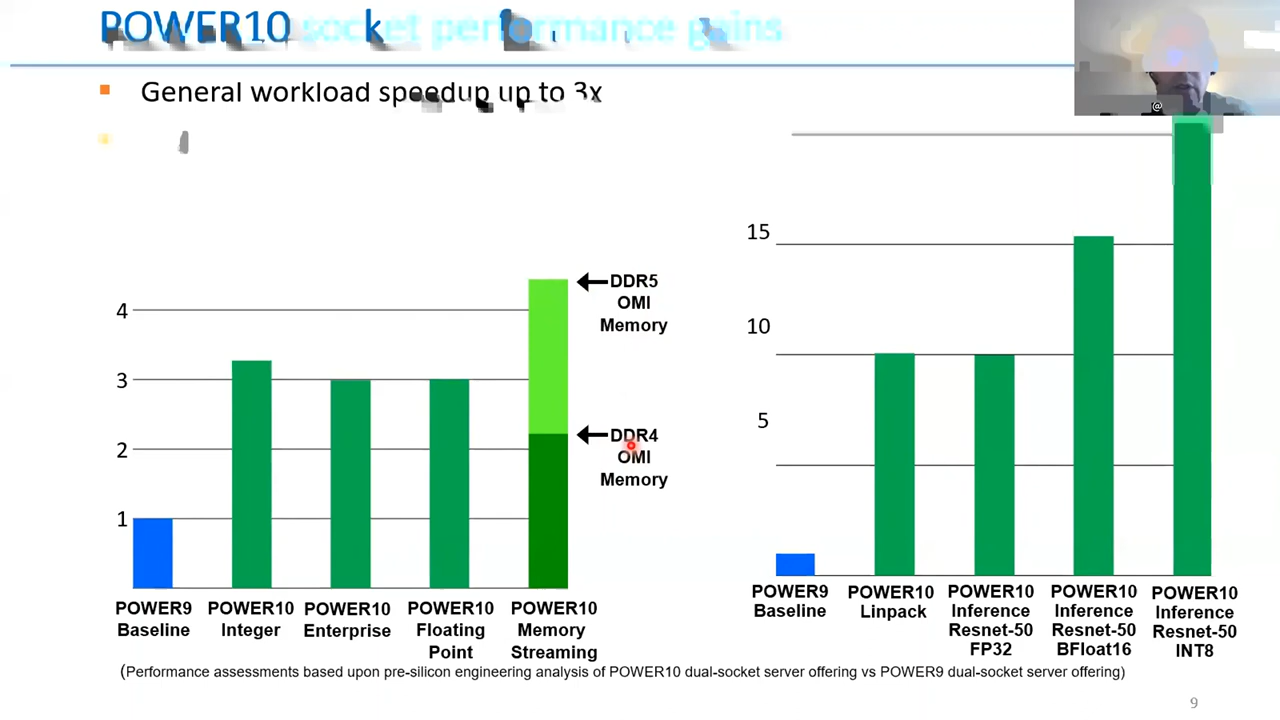 POWER10 socket performance gains
General workload speedup up to 3x
4
3
2
1
DDR5
OMI
Memory
DDR4
OMI
Memory
POWER9
Baseline
POWER10
Integer
POWER10
Enterprise
POWER10
Floating
Point
POWER10
Memory
Streaming
15
10
5
POWER9
Baseline
POWER10
Linpack
POWER10
Inference
Resnet-50
FP32
POWER10
Inference
Resnet-50
BFloat16
POWER10
Inference
Resnet-50
INT8
(Performance assessments based upon pre-silicon engineering analysis of POWER10 dual-socket server offering vs POWER9 dual-socket server offering)
9